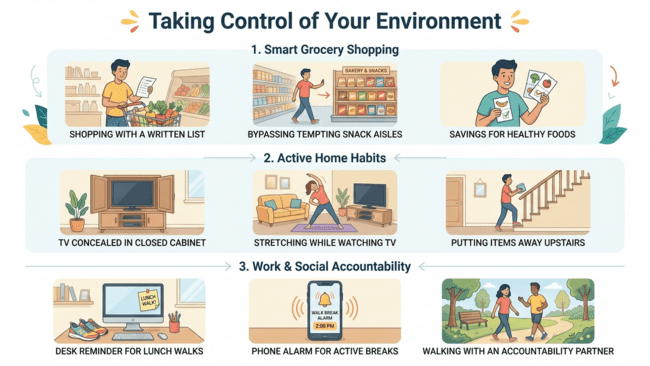 Taking Control of Your Environment
1. Smart Grocery Shopping
BAKERY & SNACKS
SHOPPING WITH A WRITTEN LIST
BYPASSING TEMPTING SNACK AISLES
SAVINGS FOR HEALTHY FOODS
2. Active Home Habits
TV CONCEALED IN CLOSED CABINET
STRETCHING WHILE WATCHING TV
PUTTING ITEMS AWAY UPSTAIRS
3. Work & Social Accountability
LUNCH
WALK!
WALK BREAK
ALARM
2:00 PM
DESK REMINDER FOR LUNCH WALKS
PHONE ALARM FOR ACTIVE BREAKS
WALKING WITH AN ACCOUNTABILITY PARTNER